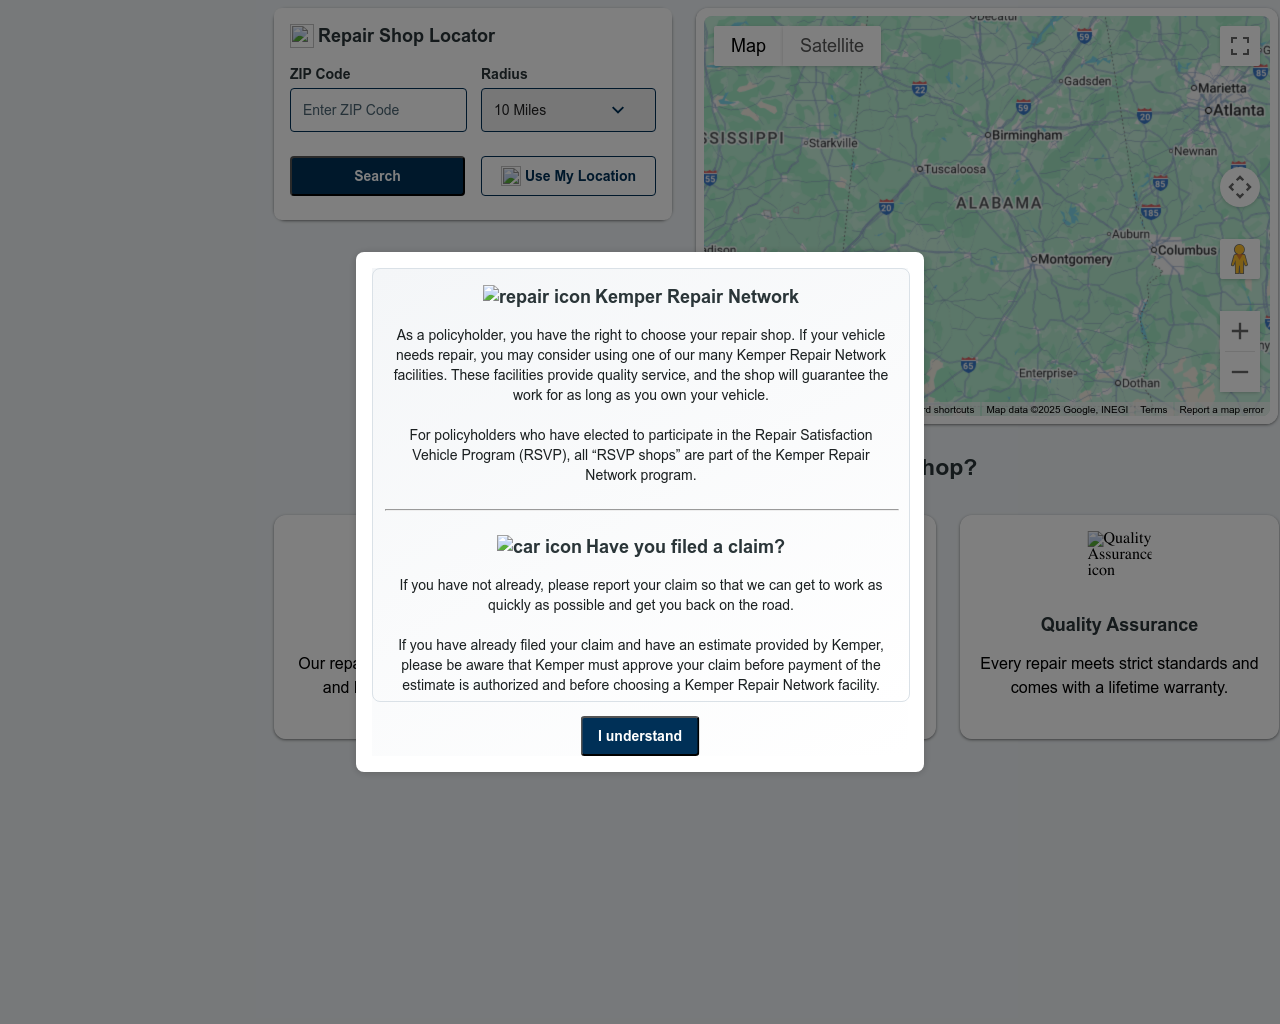 Repair Shop Locator
ZIP Code
Radius
Enter ZIP Code
10 Miles
Search
Use My Location
Map
Satellite
Decatur
59
Gadsden
85
22
Marietta
59
20
Atlanta
SSISSIPPI
Starkville
Birmingham
Newnan
Tuscaloosa
55
85
20
ALABAMA
185
Auburn
dison
Columbus
Montgomery
65
Enterprise
Dothan
rd shortcuts
Map data ©2025 Google, INEGI
Terms
Report a map error
repair icon Kemper Repair Network
As a policyholder, you have the right to choose your repair shop. If your vehicle
needs repair, you may consider using one of our many Kemper Repair Network
facilities. These facilities provide quality service, and the shop will guarantee the
work for as long as you own your vehicle.
For policyholders who have elected to participate in the Repair Satisfaction
Vehicle Program (RSVP), all “RSVP shops” are part of the Kemper Repair
Network program.
car icon Have you filed a claim?
If you have not already, please report your claim so that we can get to work as
quickly as possible and get you back on the road.
If you have already filed your claim and have an estimate provided by Kemper,
please be aware that Kemper must approve your claim before payment of the
estimate is authorized and before choosing a Kemper Repair Network facility.
I understand
hop?
Our repa
and
Quality
Assurance
icon
Quality Assurance
Every repair meets strict standards and
comes with a lifetime warranty.